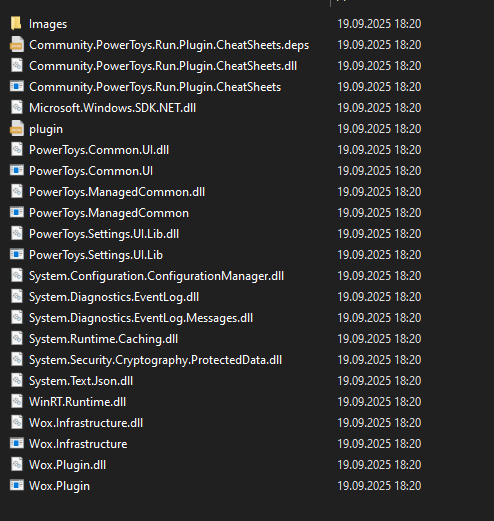 Images 19.09.2025 18:20
Community.PowerToys.Run.Plugin.CheatSheets.deps 19.09.2025 18:20
Community.PowerToys.Run.Plugin.CheatSheets.dll 19.09.2025 18:20
Community.PowerToys.Run.Plugin.CheatSheets 19.09.2025 18:20
Microsoft.Windows.SDK.NET.dll 19.09.2025 18:20
plugin 19.09.2025 18:20
PowerToys.Common.UI.dll 19.09.2025 18:20
PowerToys.Common.UI 19.09.2025 18:20
PowerToys.ManagedCommon.dll 19.09.2025 18:20
PowerToys.ManagedCommon 19.09.2025 18:20
PowerToys.Settings.UI.Lib.dll 19.09.2025 18:20
PowerToys.Settings.UI.Lib 19.09.2025 18:20
System.Configuration.ConfigurationManager.dll 19.09.2025 18:20
System.Diagnostics.EventLog.dll 19.09.2025 18:20
System.Diagnostics.EventLog.Messages.dll 19.09.2025 18:20
System.Runtime.Caching.dll 19.09.2025 18:20
System.Security.Cryptography.ProtectedData.dll 19.09.2025 18:20
System.Text.Json.dll 19.09.2025 18:20
WinRT.Runtime.dll 19.09.2025 18:20
Wox.Infrastructure.dll 19.09.2025 18:20
Wox.Infrastructure 19.09.2025 18:20
Wox.Plugin.dll 19.09.2025 18:20
Wox.Plugin 19.09.2025 18:20